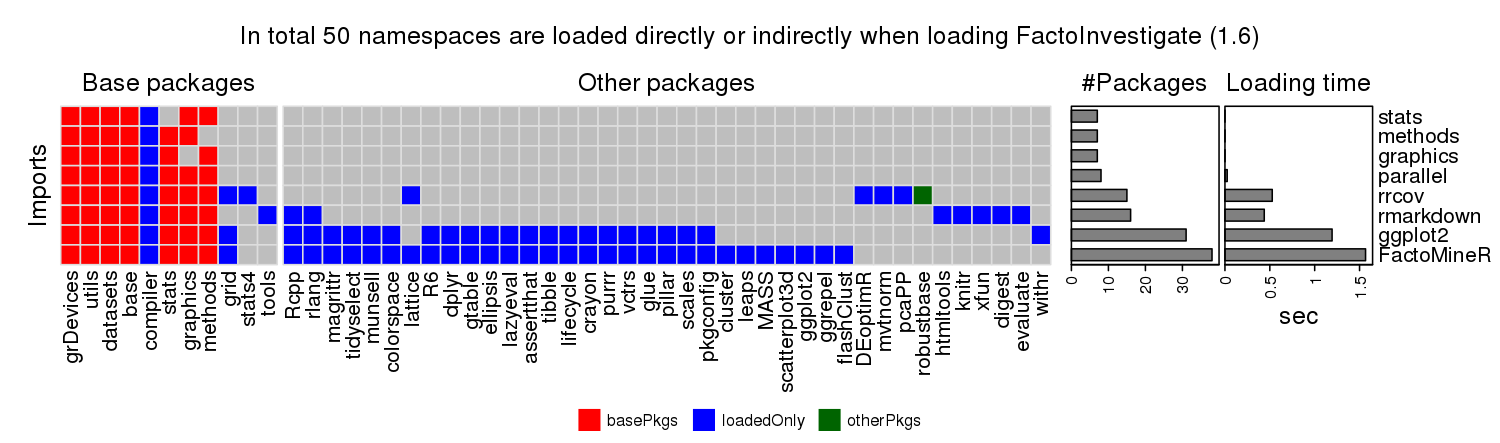 In total 50 namespaces are loaded directly or indirectly when loading FactoInvestigate (1.6)
Base packages
Other packages
#Packages
Loading time
Imports
stats
methods
graphics
parallel
rrcov
rmarkdown
ggplot2
FactoMineR
grDevices
utils
datasets
base
compiler
stats
graphics
methods
grid
stats4
tools
Rcpp
rlang
magrittr
tidyselect
munsell
colorspace
lattice
R6
dplyr
gtable
ellipsis
lazyeval
assertthat
tibble
lifecycle
crayon
purrr
vctrs
glue
pillar
scales
pkgconfig
cluster
leaps
MASS
scatterplot3d
ggplot2
ggrepel
flashClust
DEoptimR
mvtnorm
pcaPP
robustbase
htmltools
knitr
xfun
digest
evaluate
withr
0
10
20
30
0
0.5
1
1.5
sec
basePkgs
loadedOnly
otherPkgs